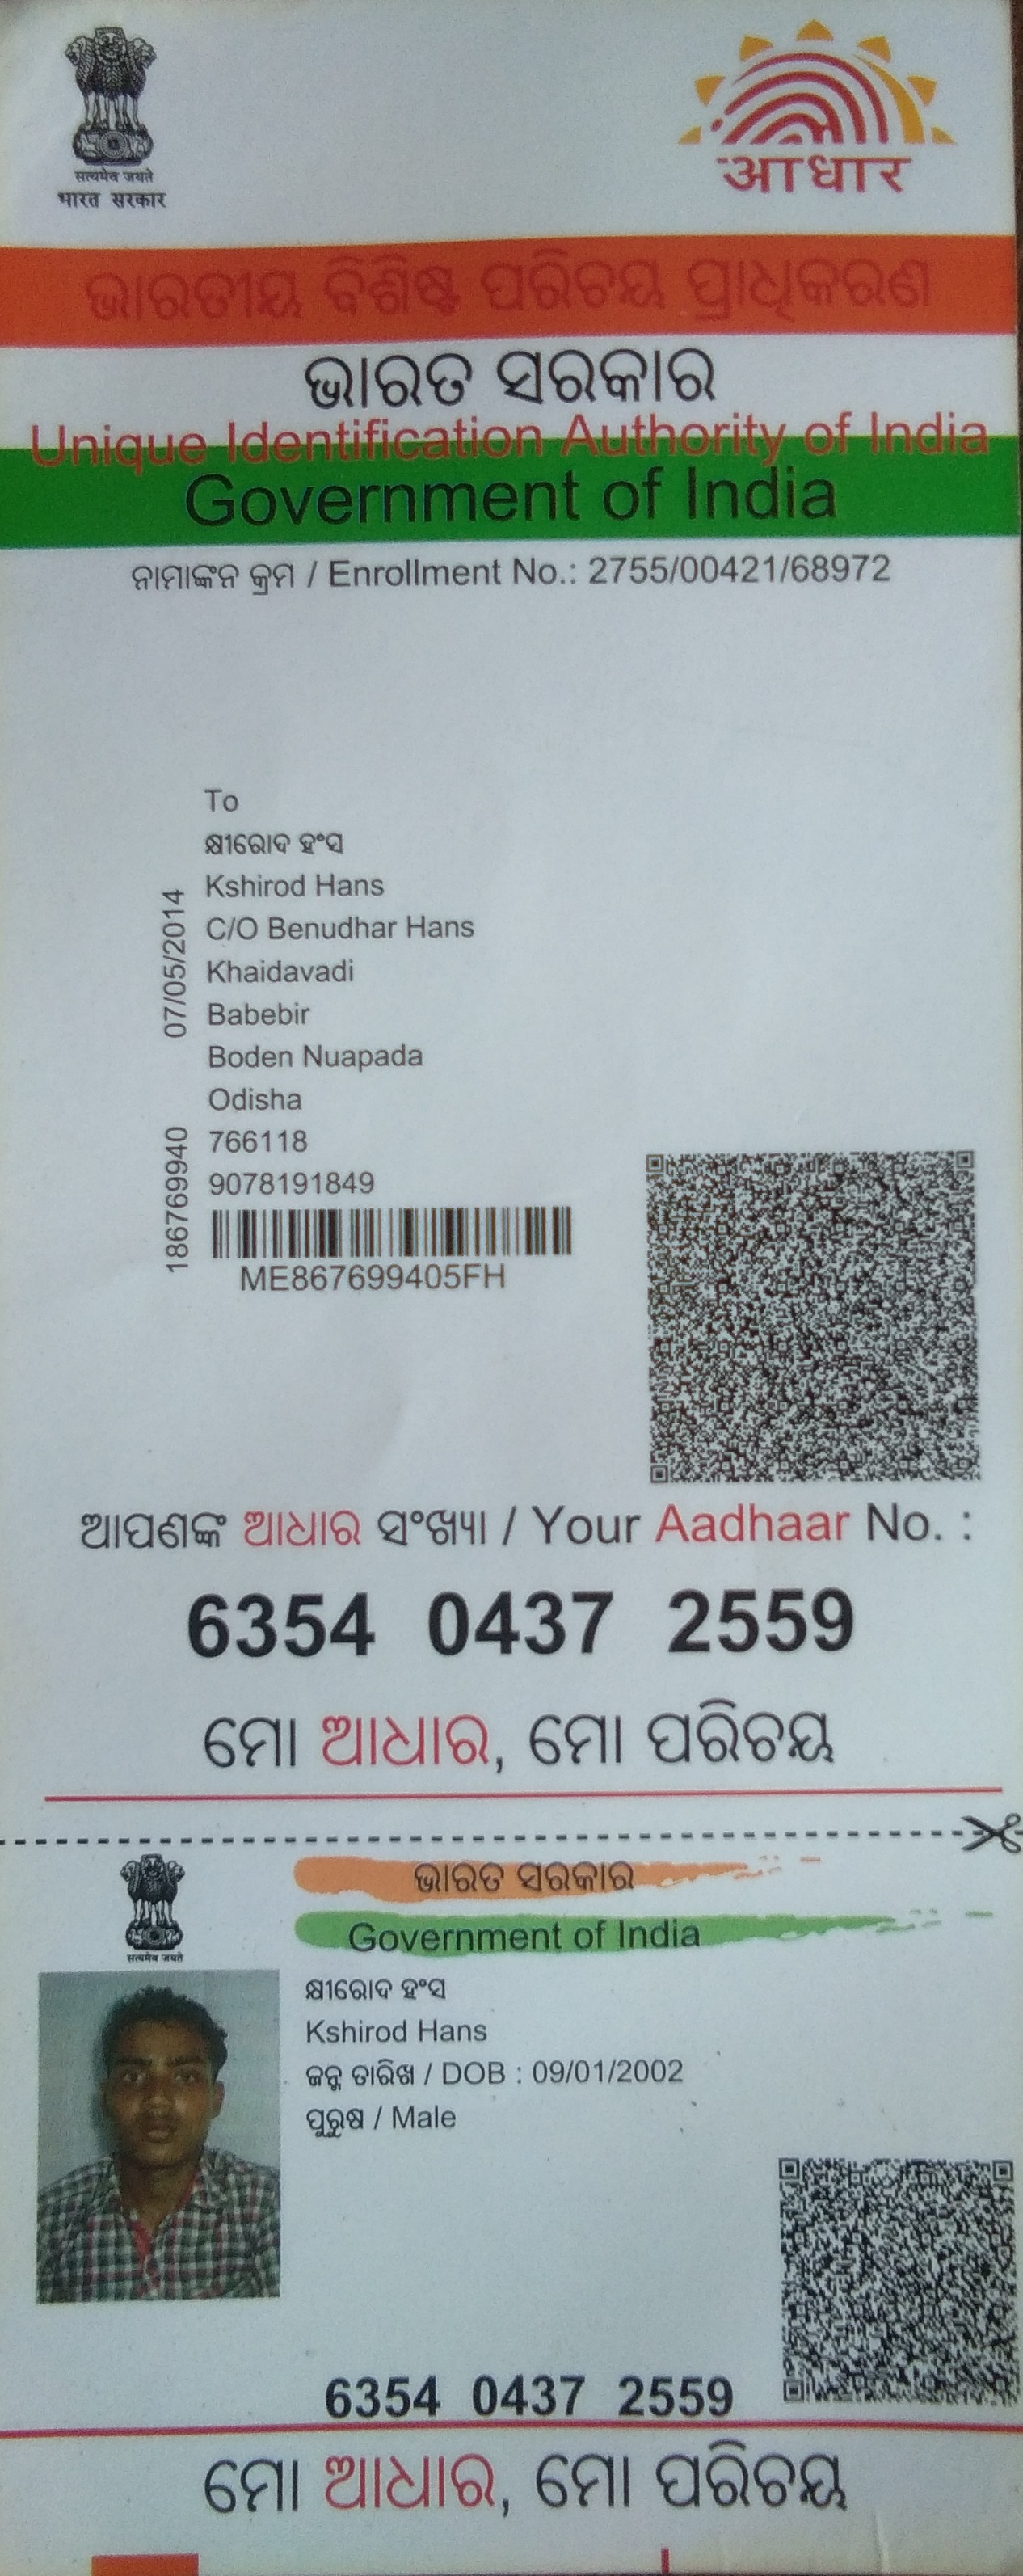 सत्यमेव जयते
भारत सरकार
आधार
ଭାରତୀୟ ବିଶିଷ୍ଟ ପରିଚୟ ପ୍ରାଧିକରଣ
ଭାରତ ସରକାର
Unique Identification Authority of India
Government of India
ନାମାଙ୍କନ କ୍ରମ / Enrollment No.: 2755/00421/68972
To
କ୍ଷୀରୋଦ ହଂସ
Kshirod Hans
C/O Benudhar Hans
Khaidavadi
Babebir
Boden Nuapada
Odisha
766118
9078191849
07/05/2014
186769940
ME867699405FH
ଆପଣଙ୍କ ଆଧାର ସଂଖ୍ୟା / Your Aadhaar No. :
6354 0437 2559
ମୋ ଆଧାର, ମୋ ପରିଚୟ
सत्यमेव जयते
ଭାରତ ସରକାର
Government of India
କ୍ଷୀରୋଦ ହଂସ
Kshirod Hans
ଜନ୍ମ ତାରିଖ / DOB : 09/01/2002
ପୁରୁଷ / Male
6354 0437 2559
ମୋ ଆଧାର, ମୋ ପରିଚୟ